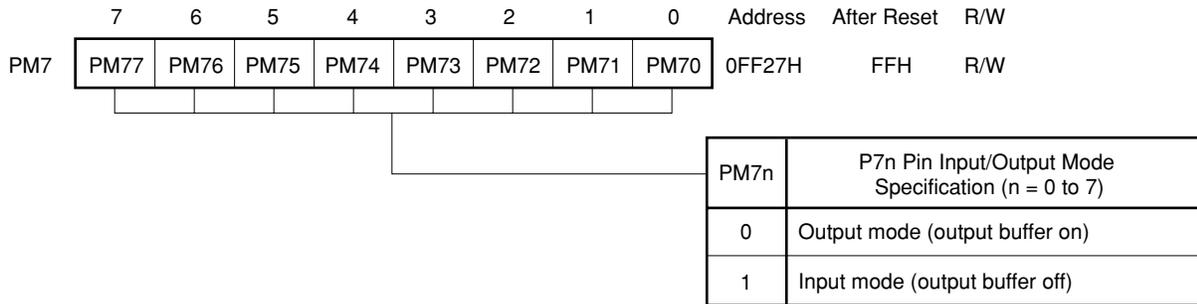 7 6 5 4 3 2 1 0 Address After Reset R/W
PM7 PM77 PM76 PM75 PM74 PM73 PM72 PM71 PM70 0FF27H FFH R/W
PM7n P7n Pin Input/Output Mode
Specification (n = 0 to 7)
0 Output mode (output buffer on)
1 Input mode (output buffer off)